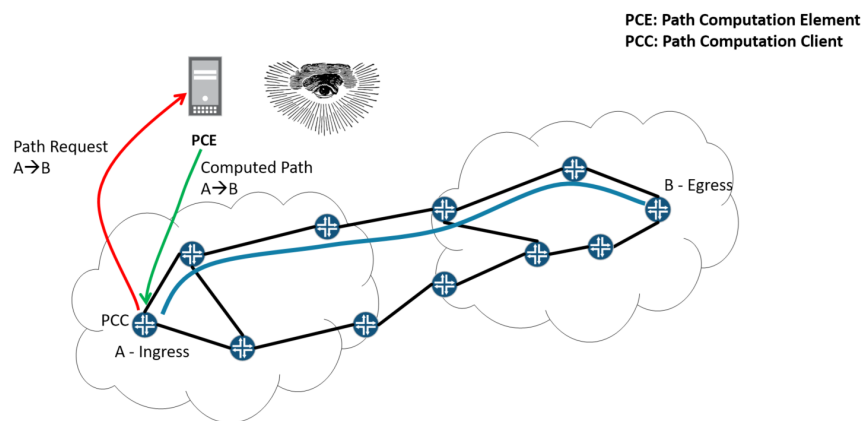 PCE: Path Computation Element
PCC: Path Computation Client
Path Request
A→B
PCE
Computed Path
A→B
B - Egress
PCC
A - Ingress